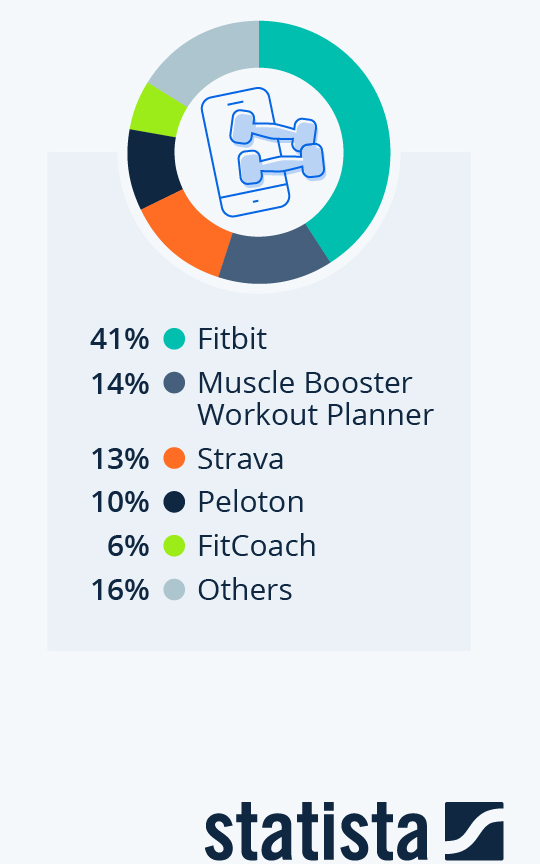 41% Fitbit
14% Muscle Booster
Workout Planner
13% Strava
10% Peloton
6% FitCoach
16% Others
statista